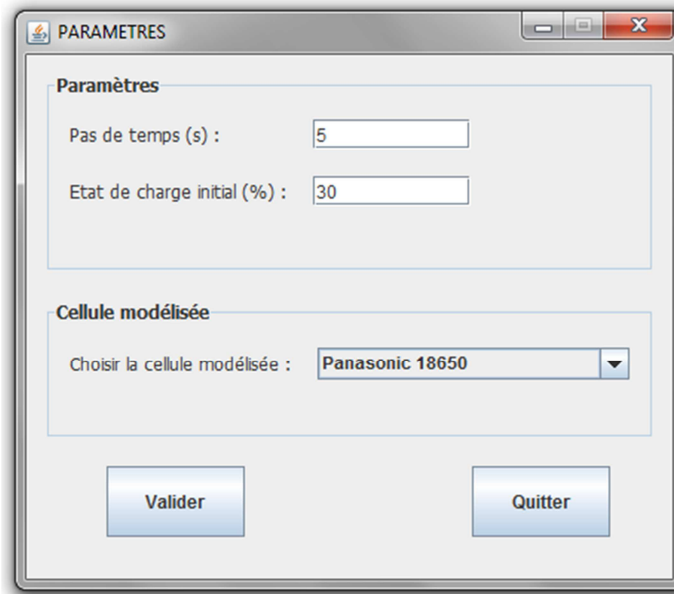 PARAMETRES
Paramètres
Pas de temps (s) : 5
Etat de charge initial (%) : 30
Cellule modélisée
Choisir la cellule modélisée : Panasonic 18650
Valider Quitter